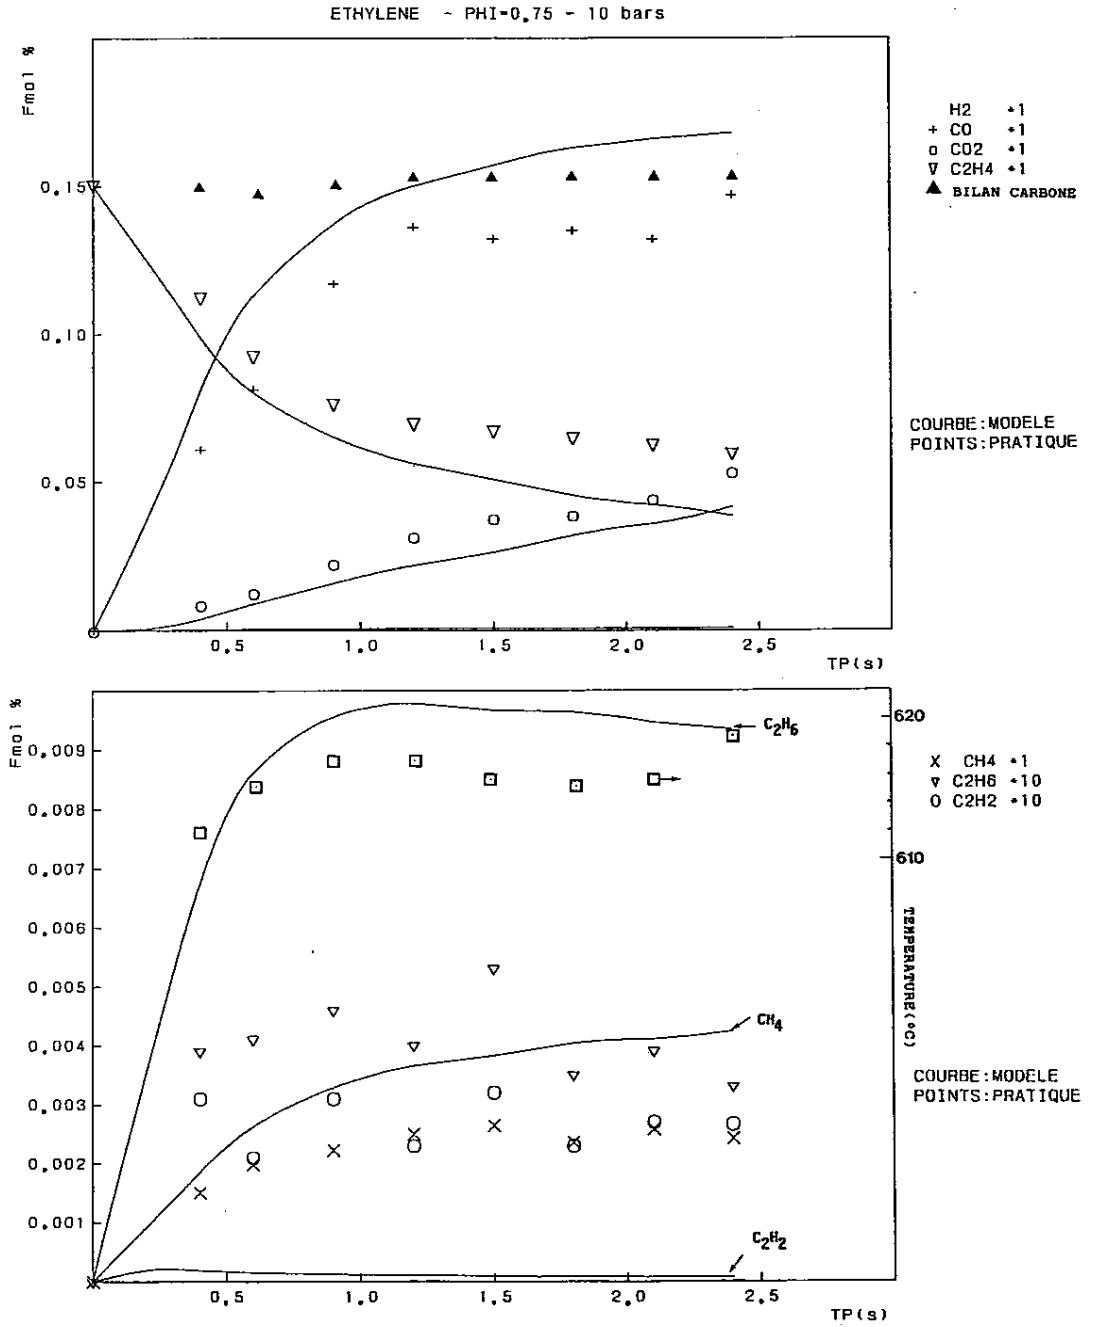 ETHYLENE - PHI=0.75 - 10 bars
Fmol %
H2 *1
+ CO *1
o CO2 *1
▽ C2H4 *1
▲ BILAN CARBONE
0.15
0.10
0.05
COURBE:MODELE
POINTS:PRATIQUE
0.5 1.0 1.5 2.0 2.5
TP(s)
Fmol %
0.009
0.008
0.007
0.006
0.005
0.004
0.003
0.002
0.001
C₂H₆
CH₄
C₂H₂
620
610
TEMPERATURE(°C)
X CH4 *1
▽ C2H6 *10
O C2H2 *10
COURBE:MODELE
POINTS:PRATIQUE
0.5 1.0 1.5 2.0 2.5
TP(s)